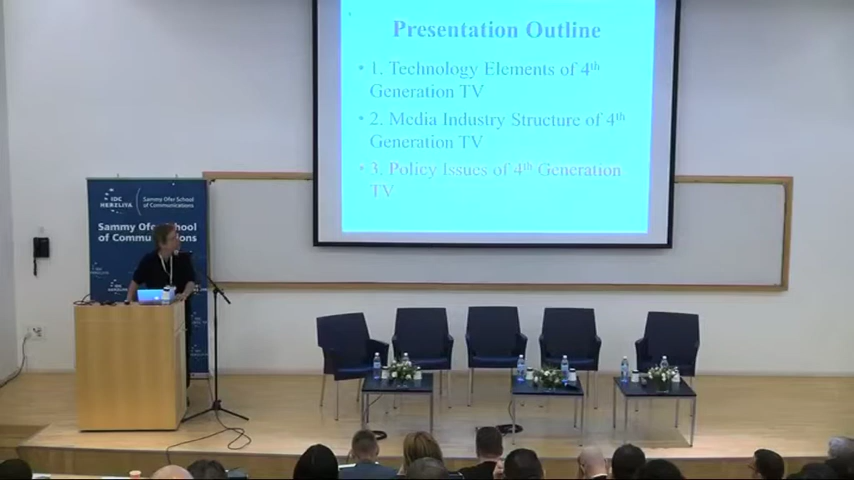 Presentation Outline
• 1. Technology Elements of 4th
Generation TV
• 2. Media Industry Structure of 4th
Generation TV
• 3. Policy Issues of 4th Generation
TV
IDC
HERZLIYA
Sammy Ofer School
of Communications
Sammy Ofer School
of Communications